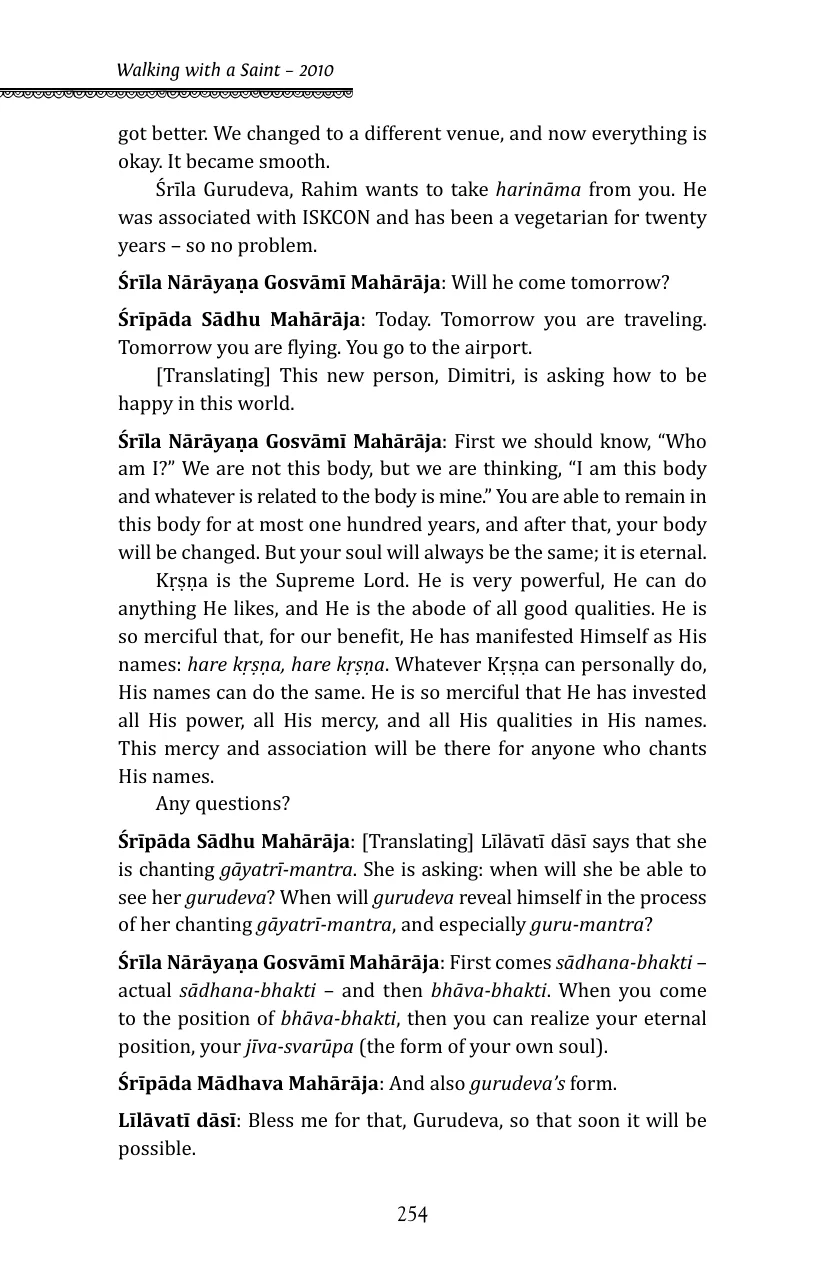 Walking with a Saint – 2010
got better. We changed to a different venue, and now everything is
okay. It became smooth.
Śrīla Gurudeva, Rahim wants to take harināma from you. He
was associated with ISKCON and has been a vegetarian for twenty
years – so no problem.
Śrīla Nārāyaṇa Gosvāmī Mahārāja: Will he come tomorrow?
Śrīpāda Sādhu Mahārāja: Today. Tomorrow you are traveling.
Tomorrow you are flying. You go to the airport.
[Translating] This new person, Dimitri, is asking how to be
happy in this world.
Śrīla Nārāyaṇa Gosvāmī Mahārāja: First we should know, “Who
am I?” We are not this body, but we are thinking, “I am this body
and whatever is related to the body is mine.” You are able to remain in
this body for at most one hundred years, and after that, your body
will be changed. But your soul will always be the same; it is eternal.
Kṛṣṇa is the Supreme Lord. He is very powerful, He can do
anything He likes, and He is the abode of all good qualities. He is
so merciful that, for our benefit, He has manifested Himself as His
names: hare kṛṣṇa, hare kṛṣṇa. Whatever Kṛṣṇa can personally do,
His names can do the same. He is so merciful that He has invested
all His power, all His mercy, and all His qualities in His names.
This mercy and association will be there for anyone who chants
His names.
Any questions?
Śrīpāda Sādhu Mahārāja: [Translating] Līlāvatī dāsī says that she
is chanting gāyatrī-mantra. She is asking: when will she be able to
see her gurudeva? When will gurudeva reveal himself in the process
of her chanting gāyatrī-mantra, and especially guru-mantra?
Śrīla Nārāyaṇa Gosvāmī Mahārāja: First comes sādhana-bhakti –
actual sādhana-bhakti – and then bhāva-bhakti. When you come
to the position of bhāva-bhakti, then you can realize your eternal
position, your jīva-svarūpa (the form of your own soul).
Śrīpāda Mādhava Mahārāja: And also gurudeva’s form.
Līlāvatī dāsī: Bless me for that, Gurudeva, so that soon it will be
possible.
254